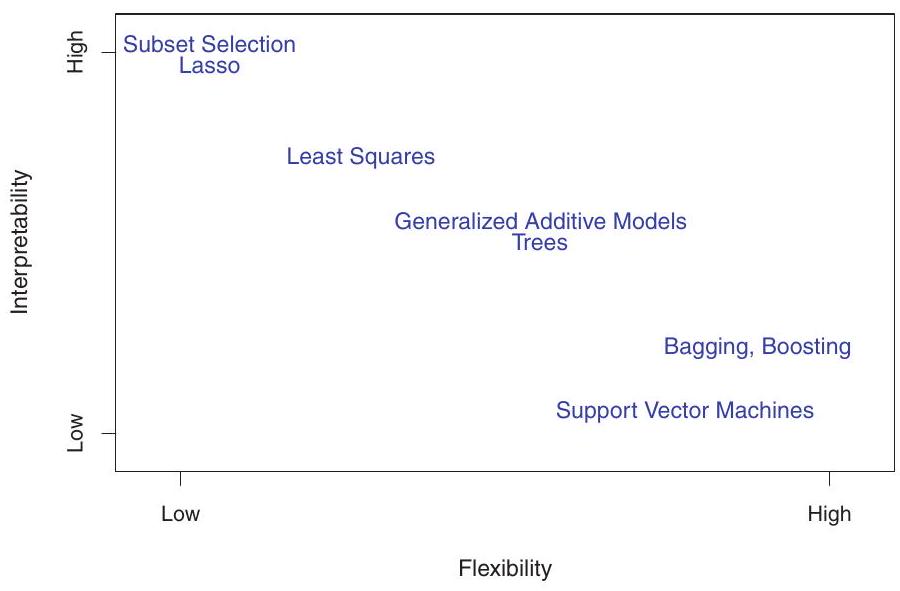 High
Subset Selection
Lasso
Least Squares
Interpretability
Generalized Additive Models
Trees
Bagging, Boosting
Support Vector Machines
Low
Low
High
Flexibility